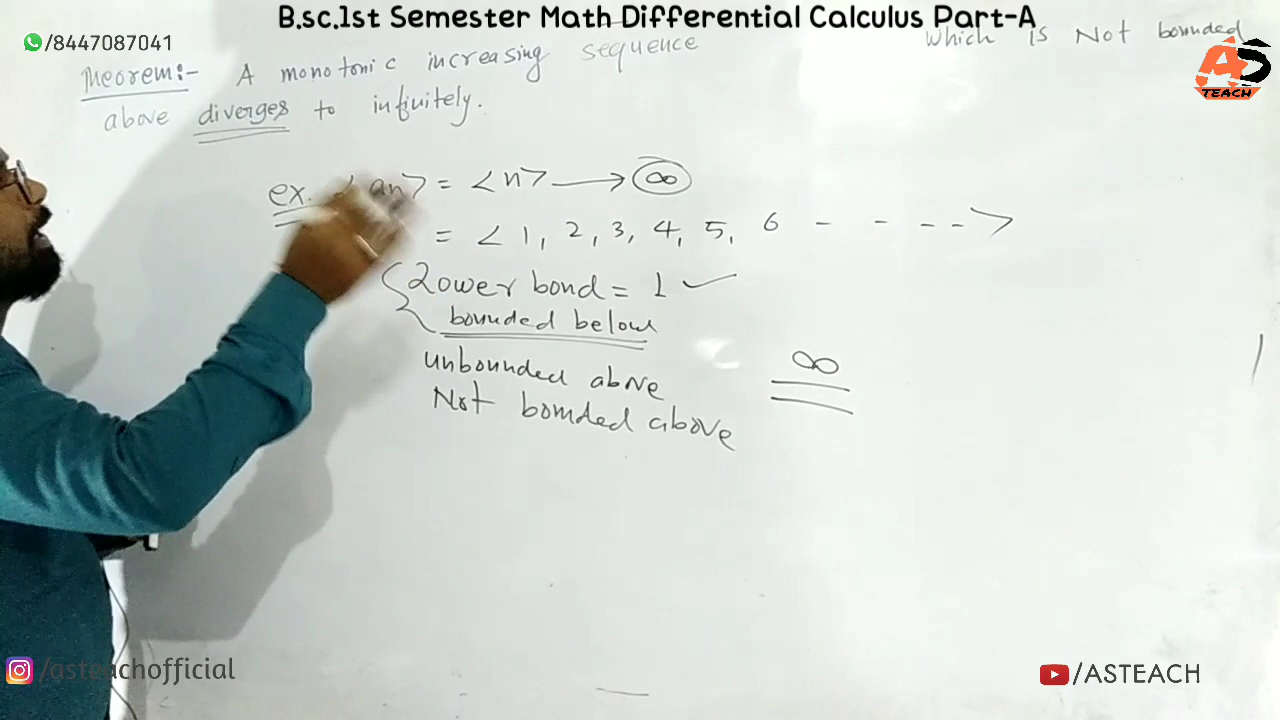 B.sc.1st Semester Math Differential Calculus Part-A
/8447087041
AS
TEACH
Theorem:- A monotonic increasing sequence which is Not bounded
above diverges to infinitely.
ex. < an> = <n> → ∞
= < 1, 2, 3, 4, 5, 6 - - - - >
Lower bond = 1 ✓
bounded below
unbounded above
Not bounded above
∞
/asteachofficial
/ASTEACH